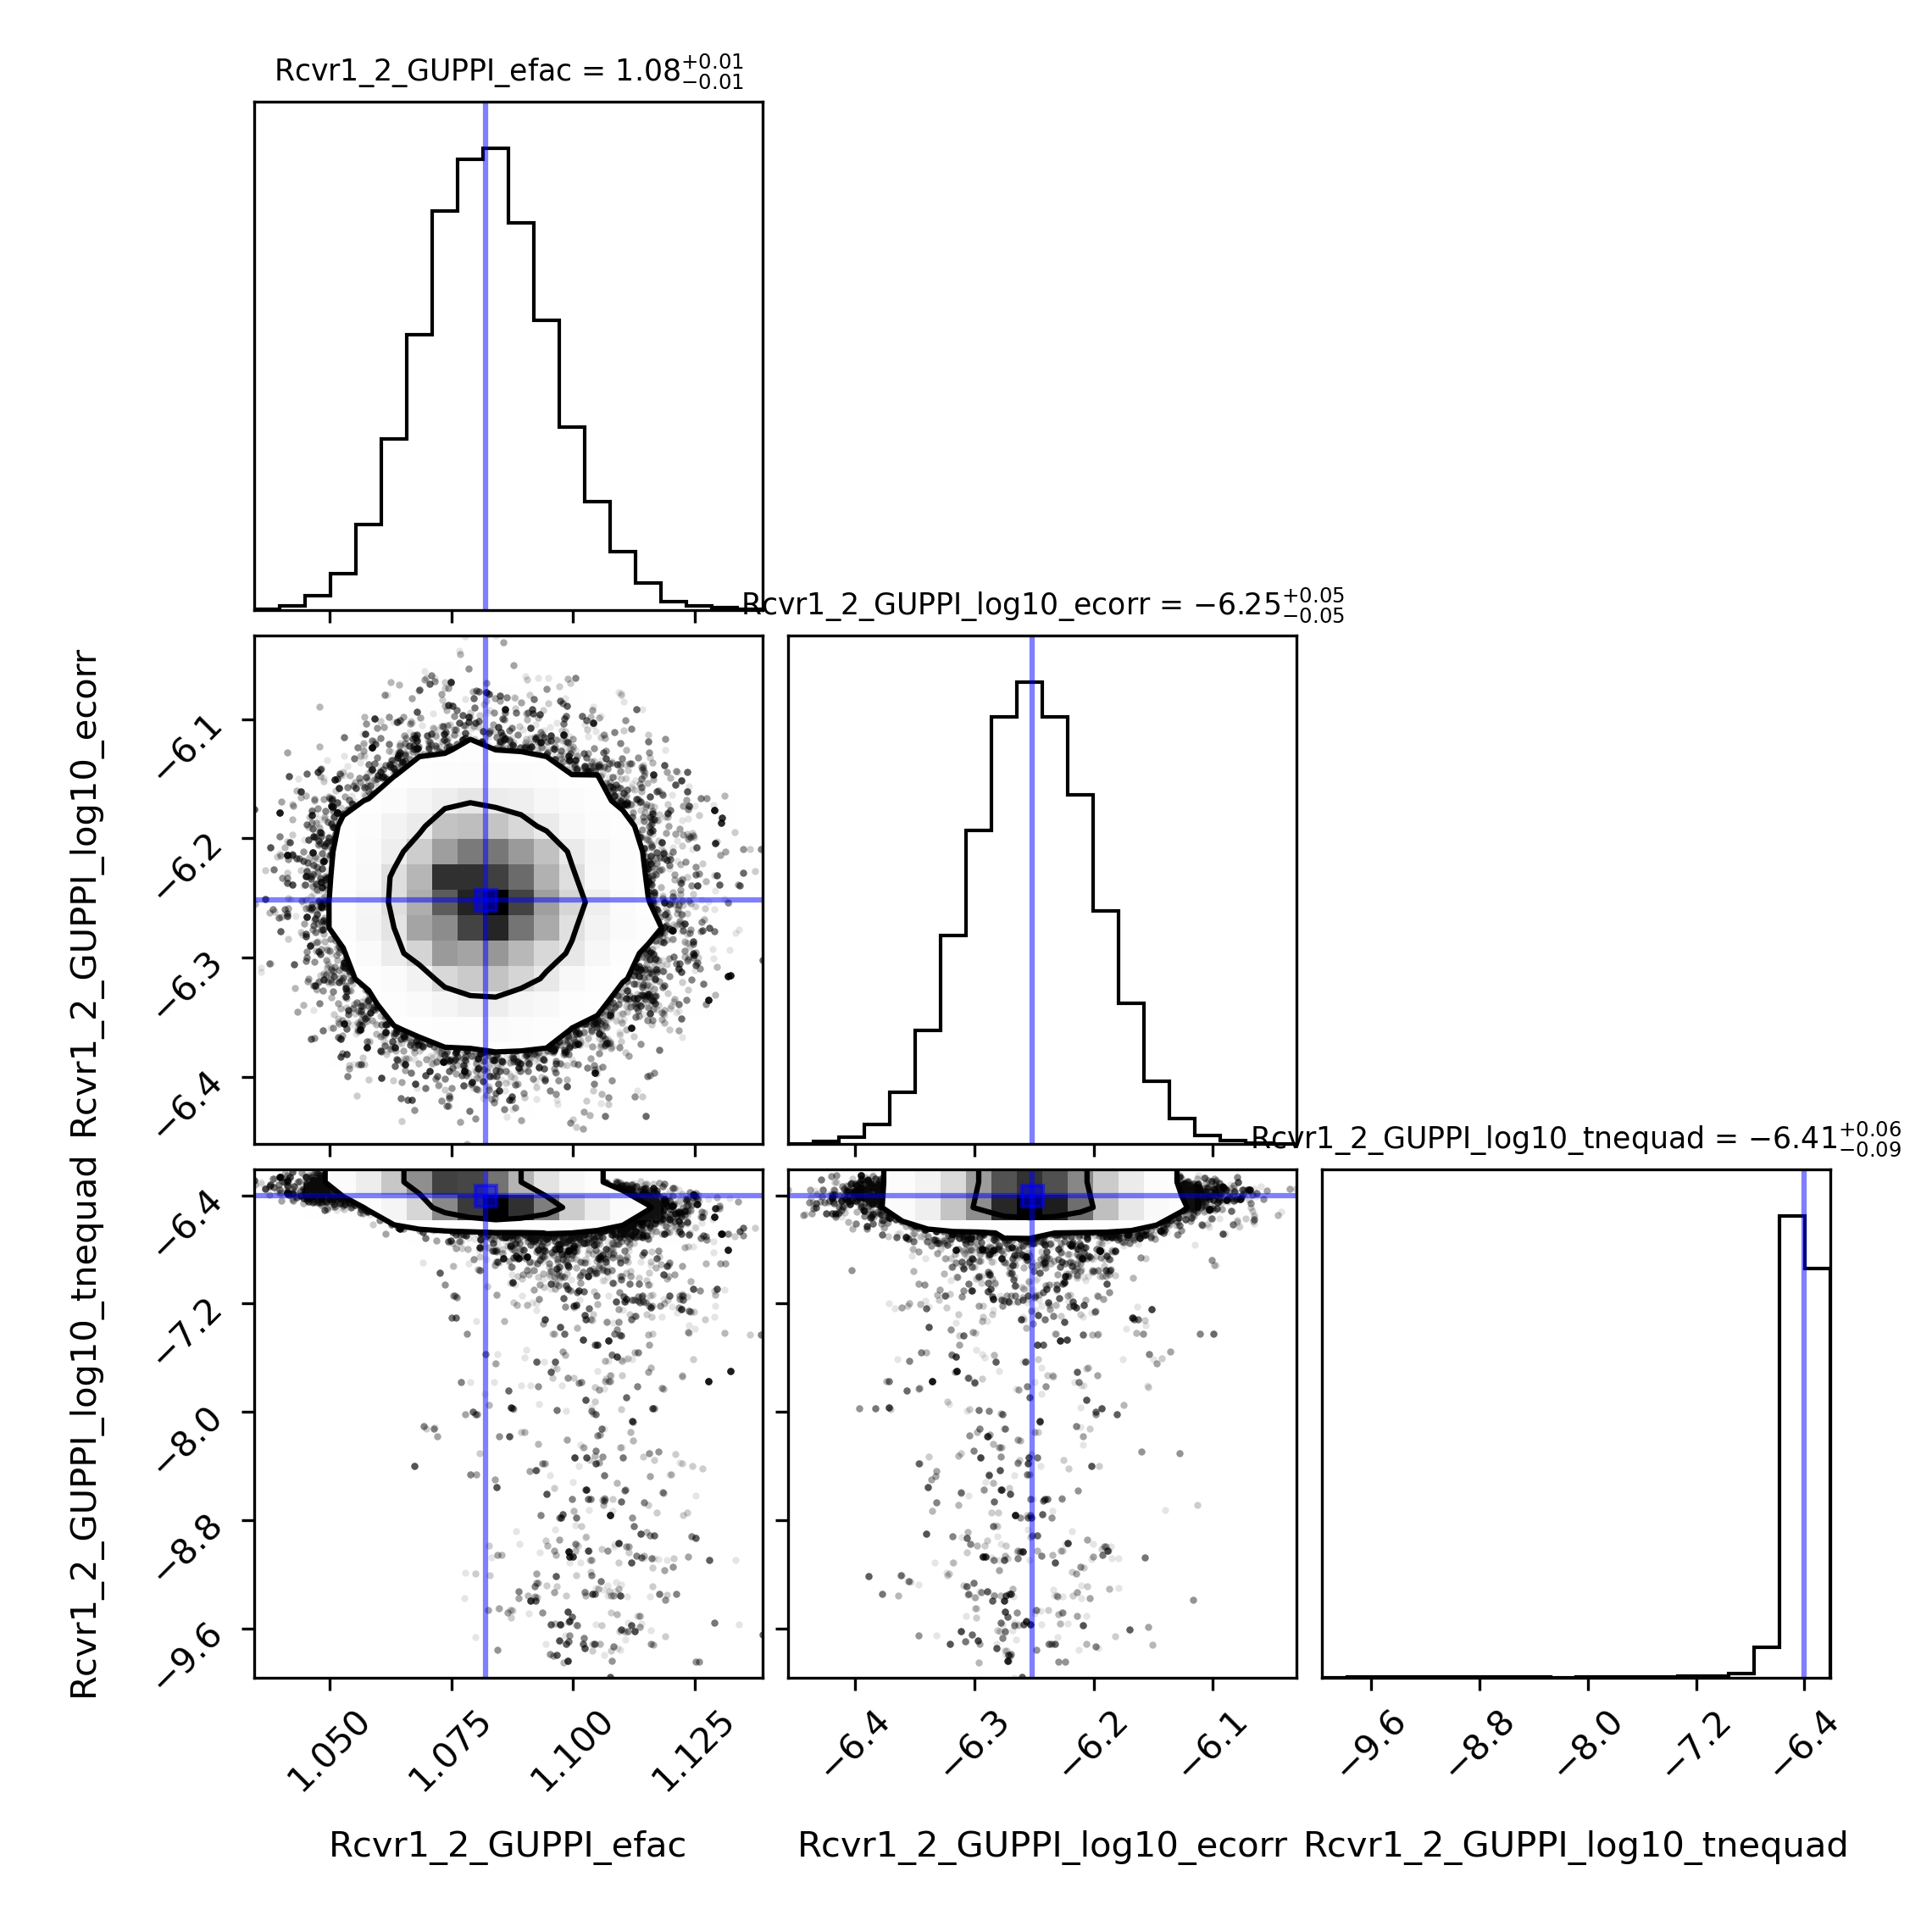 Rcvr1_2_GUPPI_efac = 1.08+0.01−0.01
Rcvr1_2_GUPPI_log10_ecorr = −6.25+0.05−0.05
Rcvr1_2_GUPPI_log10_ecorr
−6.1
−6.2
−6.3
−6.4
Rcvr1_2_GUPPI_log10_tnequad = −6.41+0.06−0.09
Rcvr1_2_GUPPI_log10_tnequad
−6.4
−7.2
−8.0
−8.8
−9.6
1.050 1.075 1.100 1.125
−6.4 −6.3 −6.2 −6.1
−9.6 −8.8 −8.0 −7.2 −6.4
Rcvr1_2_GUPPI_efac
Rcvr1_2_GUPPI_log10_ecorr
Rcvr1_2_GUPPI_log10_tnequad